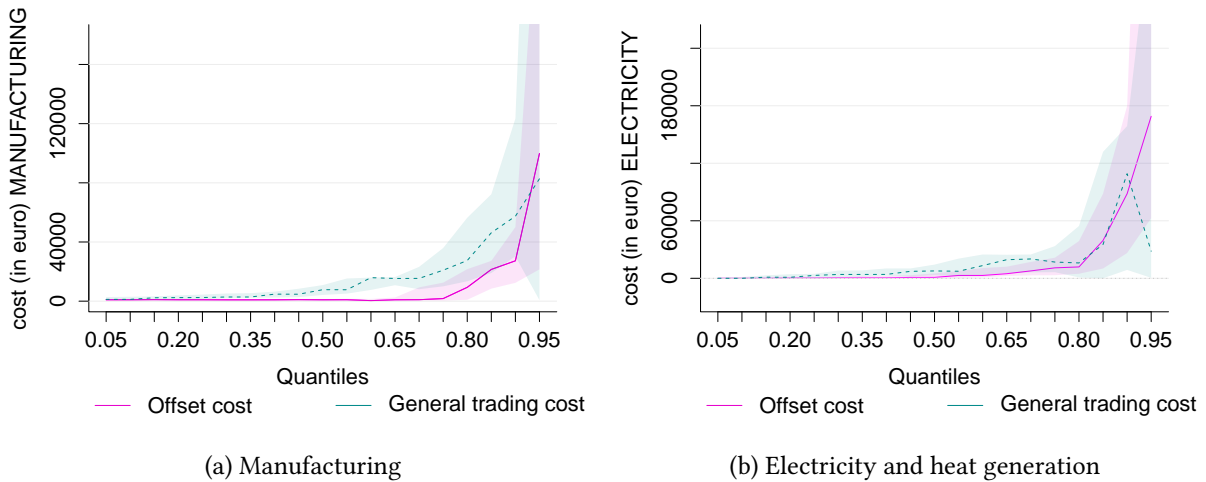 cost (in euro) MANUFACTURING
120000
40000
0
0.05 0.20 0.35 0.50 0.65 0.80 0.95
Quantiles
Offset cost General trading cost
(a) Manufacturing
cost (in euro) ELECTRICITY
180000
60000
0
0.05 0.20 0.35 0.50 0.65 0.80 0.95
Quantiles
Offset cost General trading cost
(b) Electricity and heat generation